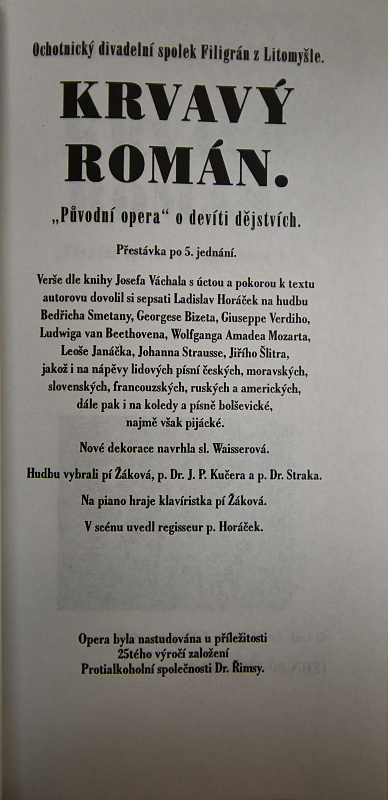 Ochotnický divadelní spolek Filigrán z Litomyšle.
KRVAVÝ
ROMÁN.
„Původní opera“ o devíti dějstvích.
Přestávka po 5. jednání.
Verše dle knihy Josefa Váchala s úctou a pokorou k textu
autorovu dovolil si sepsati Ladislav Horáček na hudbu
Bedřicha Smetany, Georgese Bizeta, Giuseppe Verdiho,
Ludwiga van Beethovena, Wolfganga Amadea Mozarta,
Leoše Janáčka, Johanna Strausse, Jiřího Šlitra,
jakož i na nápěvy lidových písní českých, moravských,
slovenských, francouzských, ruských a amerických,
dále pak i na koledy a písně bolševické,
najmě však pijácké.
Nové dekorace navrhla sl. Waisserová.
Hudbu vybrali pí Žáková, p. Dr. J. P. Kučera a p. Dr. Straka.
Na piano hraje klavíristka pí Žáková.
V scénu uvedl regisseur p. Horáček.
Opera byla nastudována u příležitosti
25tého výročí založení
Protialkoholní společnosti Dr. Řimsy.